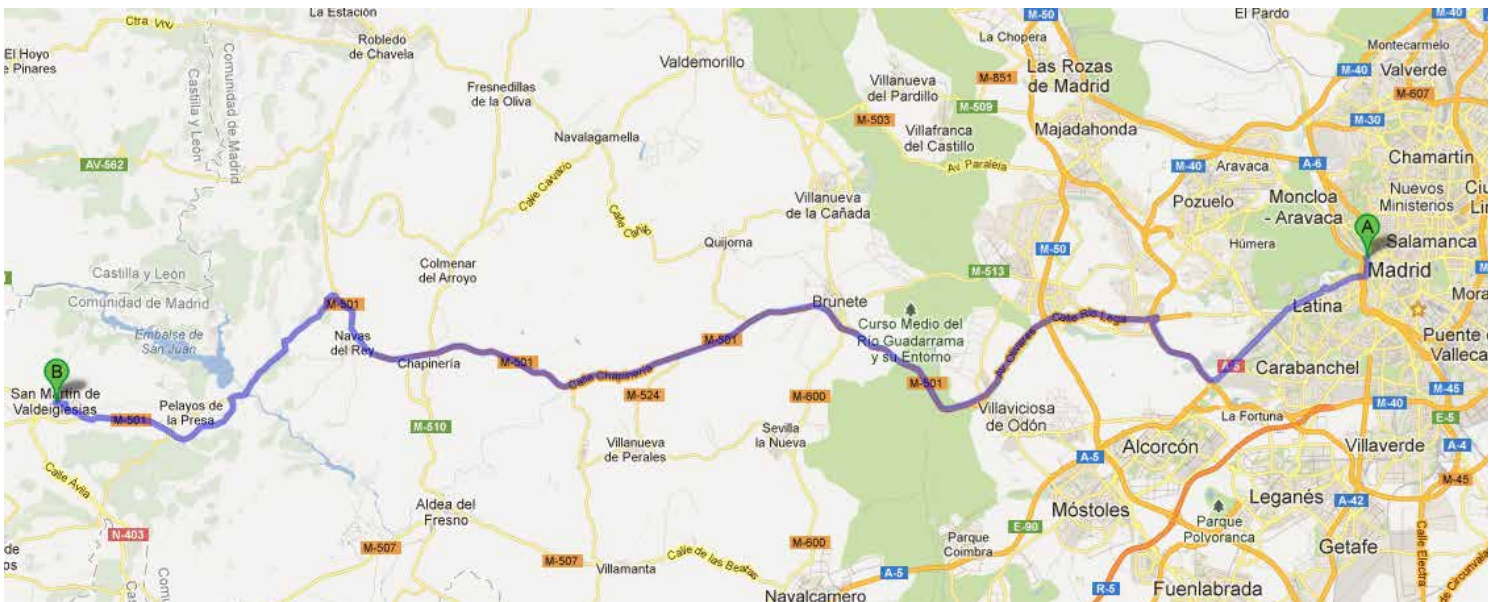 La Estación
El Pardo
M-50
M-40
M-40
Ctra Vou
El Hoyo
e Pinares
Robledo
de Chavela
La Chopera
Montecarmelo
Castilla y León
Comunidad de Madrid
Valdemorillo
Las Rozas
de Madrid
M-40
Valverde
Fresnedillas
de la Oliva
Villanueva
del Pardillo
M-851
M-607
M-509
M-503
M-30
Navalagamella
Villafranca
del Castillo
Majadahonda
Chamartín
AV-562
Av. Paralela
M-40
Aravaca
A-6
Calle Calvario
Villanueva
de la Cañada
Pozuelo
Moncloa
- Aravaca
Nuevos
Ministerios
Calle Caño
Quijorna
M-50
Húmera
A
Salamanca
Castilla y León
Comunidad de Madrid
Colmenar
del Arroyo
M-513
Madrid
M-501
Brunete
Latina
Embalse de
San Juan
Navas
del Rey
M-501
Curso Medio del
Río Guadarrama
y su Entorno
Puente
Valleca
Chapinería
M-501
Calle Chapinería
Av. Oliveres
A-5
Carabanchel
B
San Martín de
Valdeiglesias
M-524
M-600
M-501
M-45
M-40
M-501
Pelayos de
la Presa
Villaviciosa
de Odón
La Fortuna
E-5
M-510
Villanueva
de Perales
Sevilla
la Nueva
Alcorcón
Villaverde
A-4
A-5
M-45
Calle Ávila
Aldea del
Fresno
Móstoles
Leganés
A-42
N-403
E-90
Parque
Polvoranca
M-507
M-507
M-600
Parque
Coimbra
Getafe
Villamanta
Calle de las Beatas
A-5
R-5
Calle Electra
Navalcarnero
Fuenlabrada